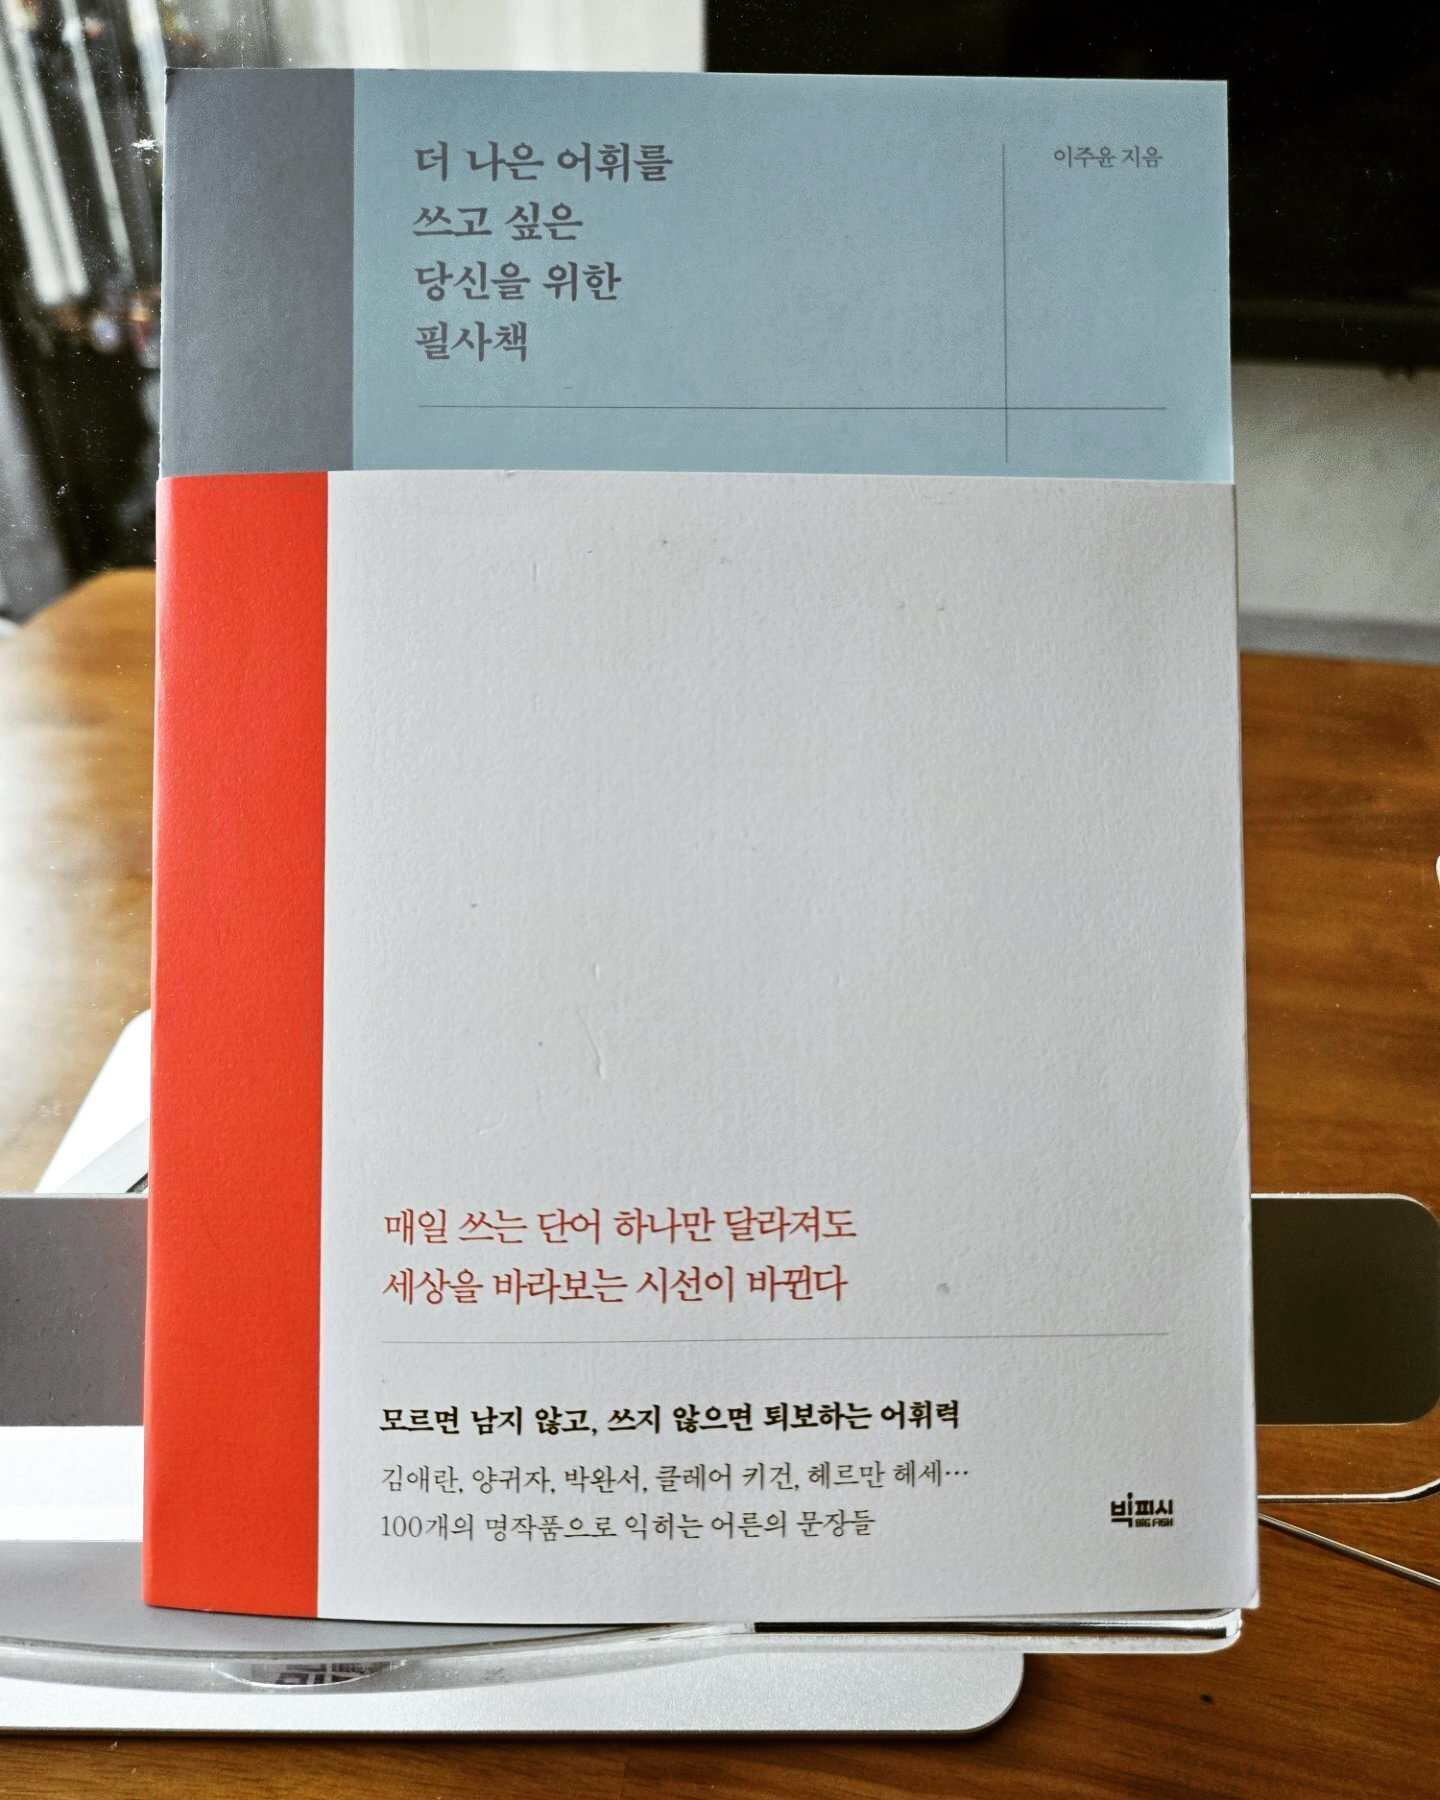 더 나은 어휘를
쓰고 싶은
당신을 위한
필사책
이주윤 지음
매일 쓰는 단어 하나만 달라져도
세상을 바라보는 시선이 바뀐다
모르면 남지 않고, 쓰지 않으면 퇴보하는 어휘력
김애란, 양귀자, 박완서, 클레어 키건, 헤르만 헤세…
100개의 명작품으로 익히는 어른의 문장들
빅피시
BIG FISH